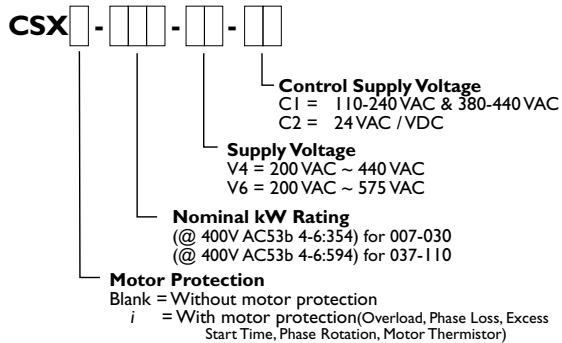 CSX - - -
Control Supply Voltage
C1 = 110-240 VAC & 380-440 VAC
C2 = 24 VAC / VDC
Supply Voltage
V4 = 200 VAC ~ 440 VAC
V6 = 200 VAC ~ 575 VAC
Nominal kW Rating
(@ 400V AC53b 4-6:354) for 007-030
(@ 400V AC53b 4-6:594) for 037-110
Motor Protection
Blank = Without motor protection
i = With motor protection(Overload, Phase Loss, Excess
Start Time, Phase Rotation, Motor Thermistor)